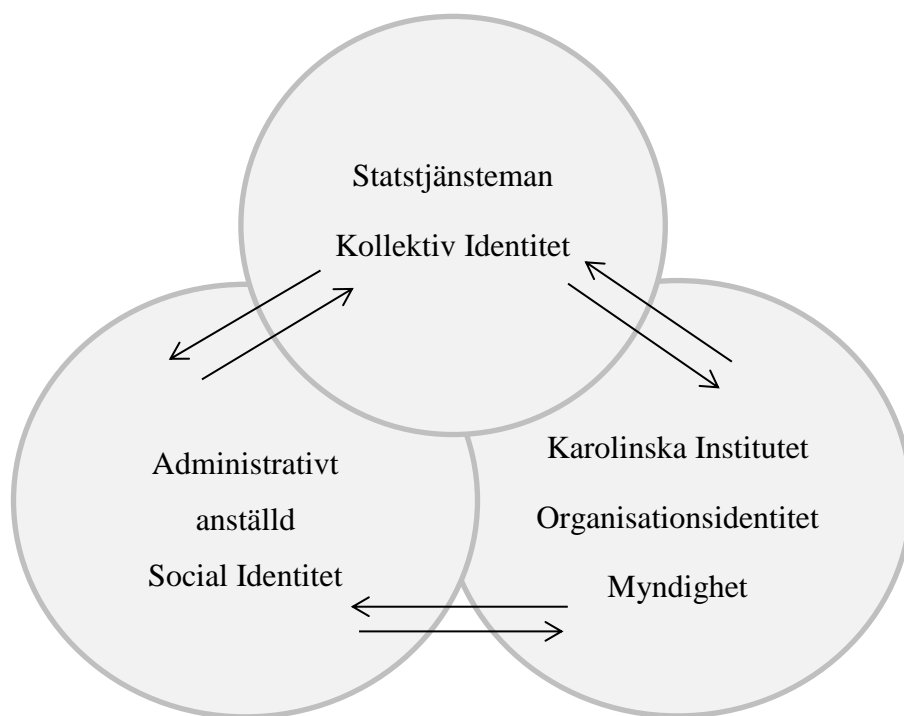 Statstjänsteman
Kollektiv Identitet
Administrativt
anställd
Social Identitet
Karolinska Institutet
Organisationsidentitet
Myndighet